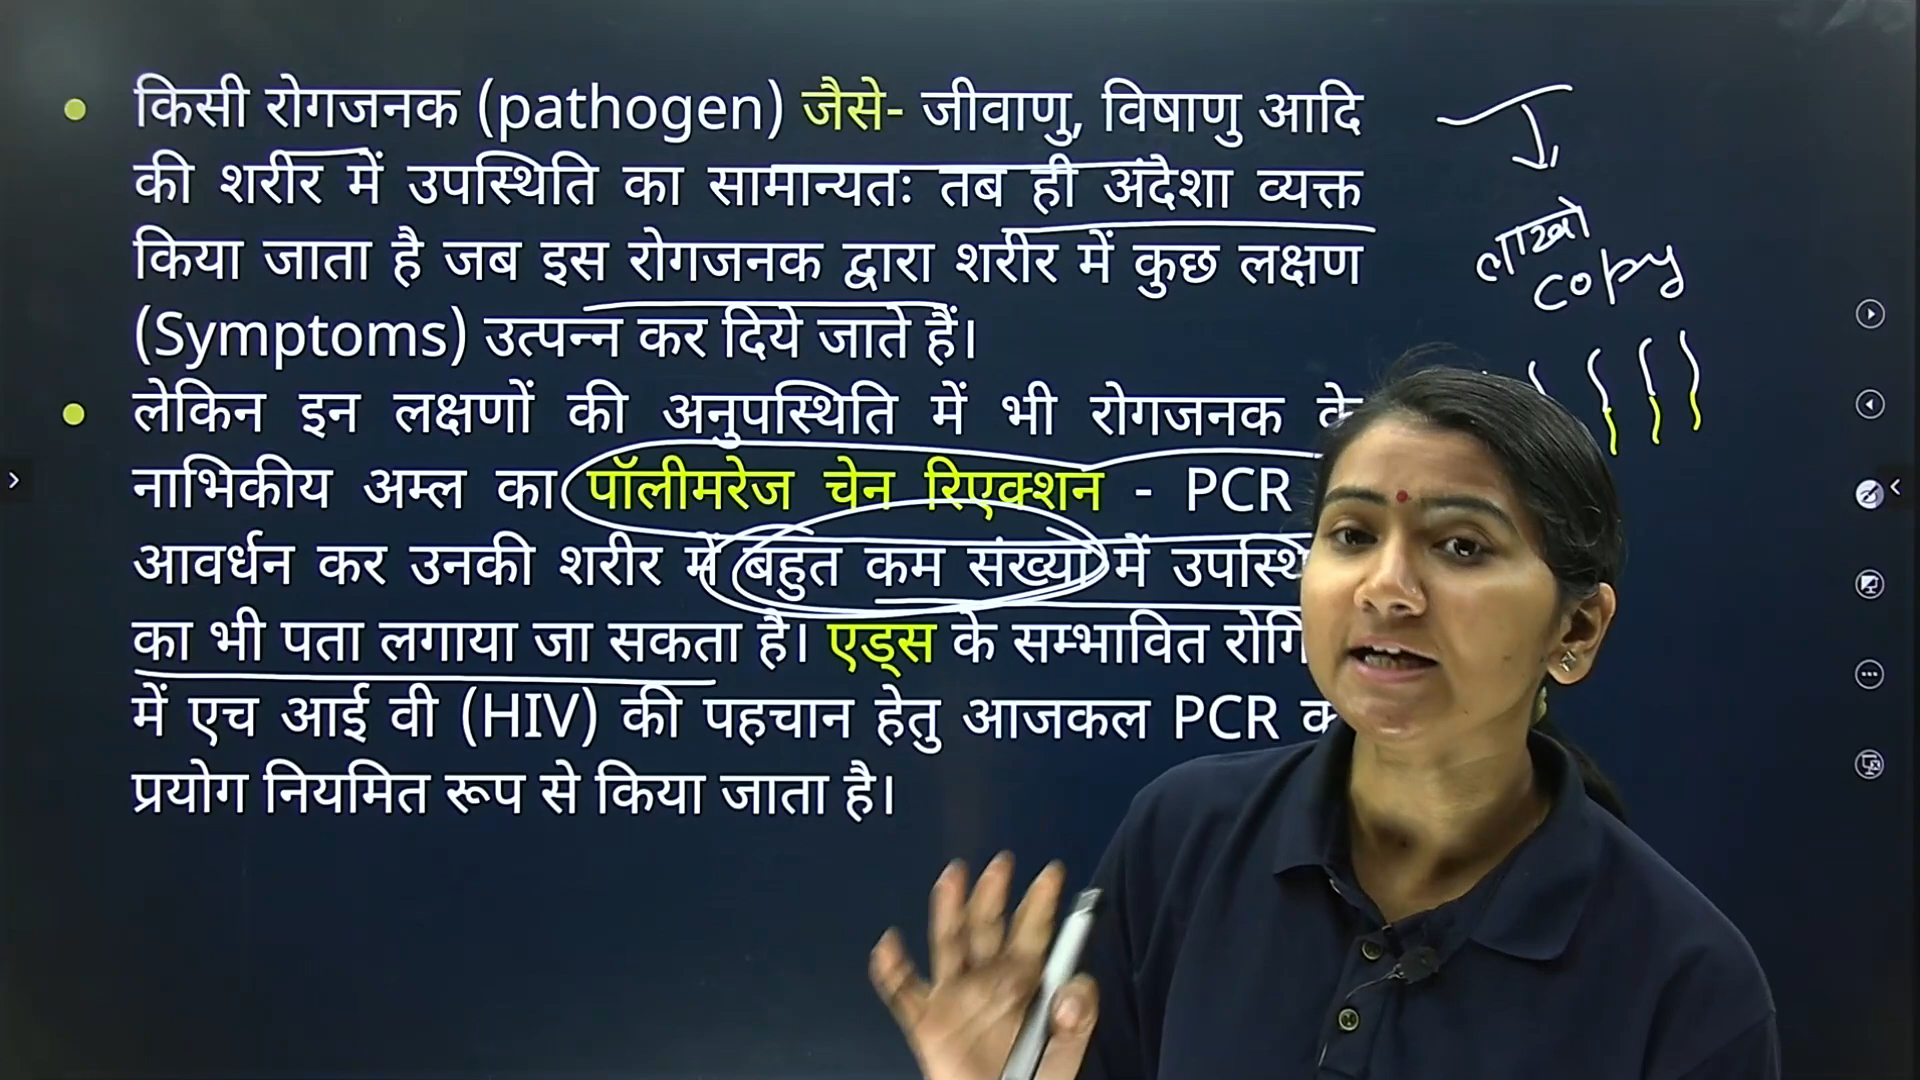 किसी रोगजनक (pathogen) जैसे- जीवाणु, विषाणु आदि
की शरीर में उपस्थिति का सामान्यतः तब ही अंदेशा व्यक्त
किया जाता है जब इस रोगजनक द्वारा शरीर में कुछ लक्षण
(Symptoms) उत्पन्न कर दिये जाते हैं।
लेकिन इन लक्षणों की अनुपस्थिति में भी रोगजनक के
नाभिकीय अम्ल का पॉलीमरेज चेन रिएक्शन - PCR
आवर्धन कर उनकी शरीर में बहुत कम संख्या में
का भी पता लगाया जा सकता है। एड्स के सम्भावित
में एच आई वी (HIV) की पहचान हेतु आजकल PCR
प्रयोग नियमित रूप से किया जाता है।
लाखो
copy